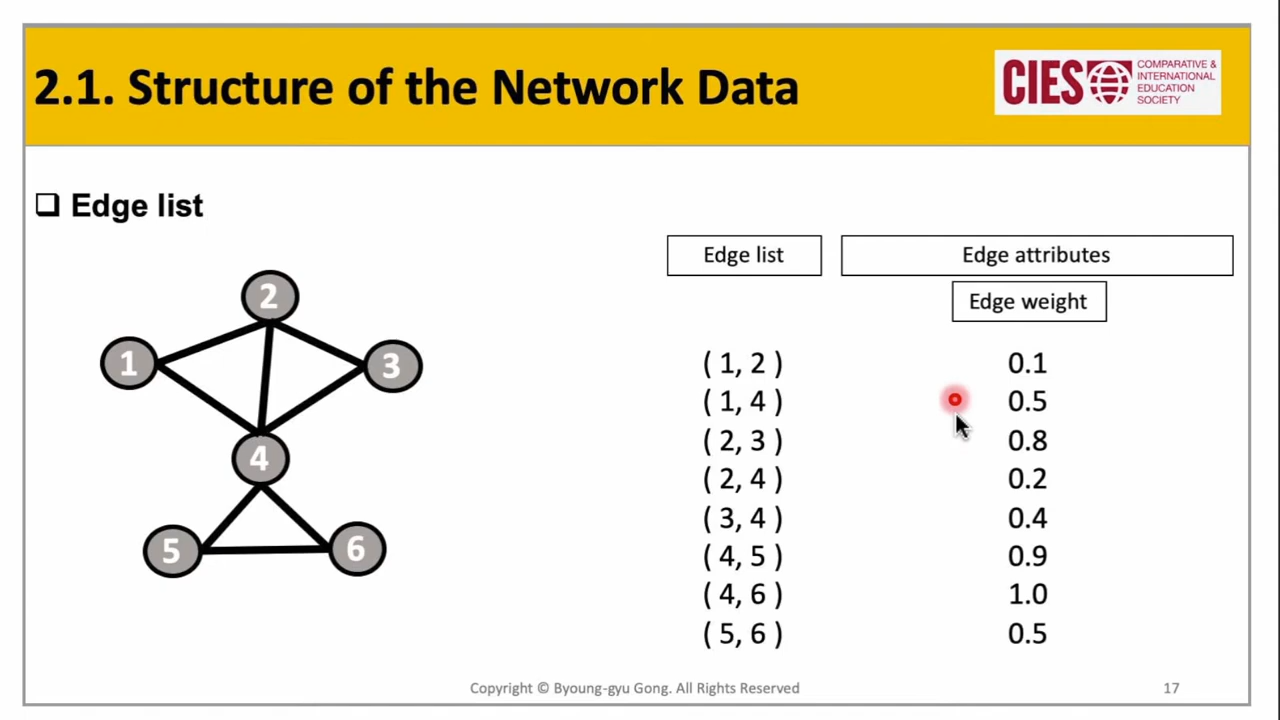 2.1. Structure of the Network Data
CIES
COMPARATIVE &
INTERNATIONAL
EDUCATION
SOCIETY
Edge list
2
1
3
4
5
6
Edge list
Edge attributes
Edge weight
( 1, 2 ) 0.1
( 1, 4 ) 0.5
( 2, 3 ) 0.8
( 2, 4 ) 0.2
( 3, 4 ) 0.4
( 4, 5 ) 0.9
( 4, 6 ) 1.0
( 5, 6 ) 0.5
Copyright © Byoung-gyu Gong. All Rights Reserved
17